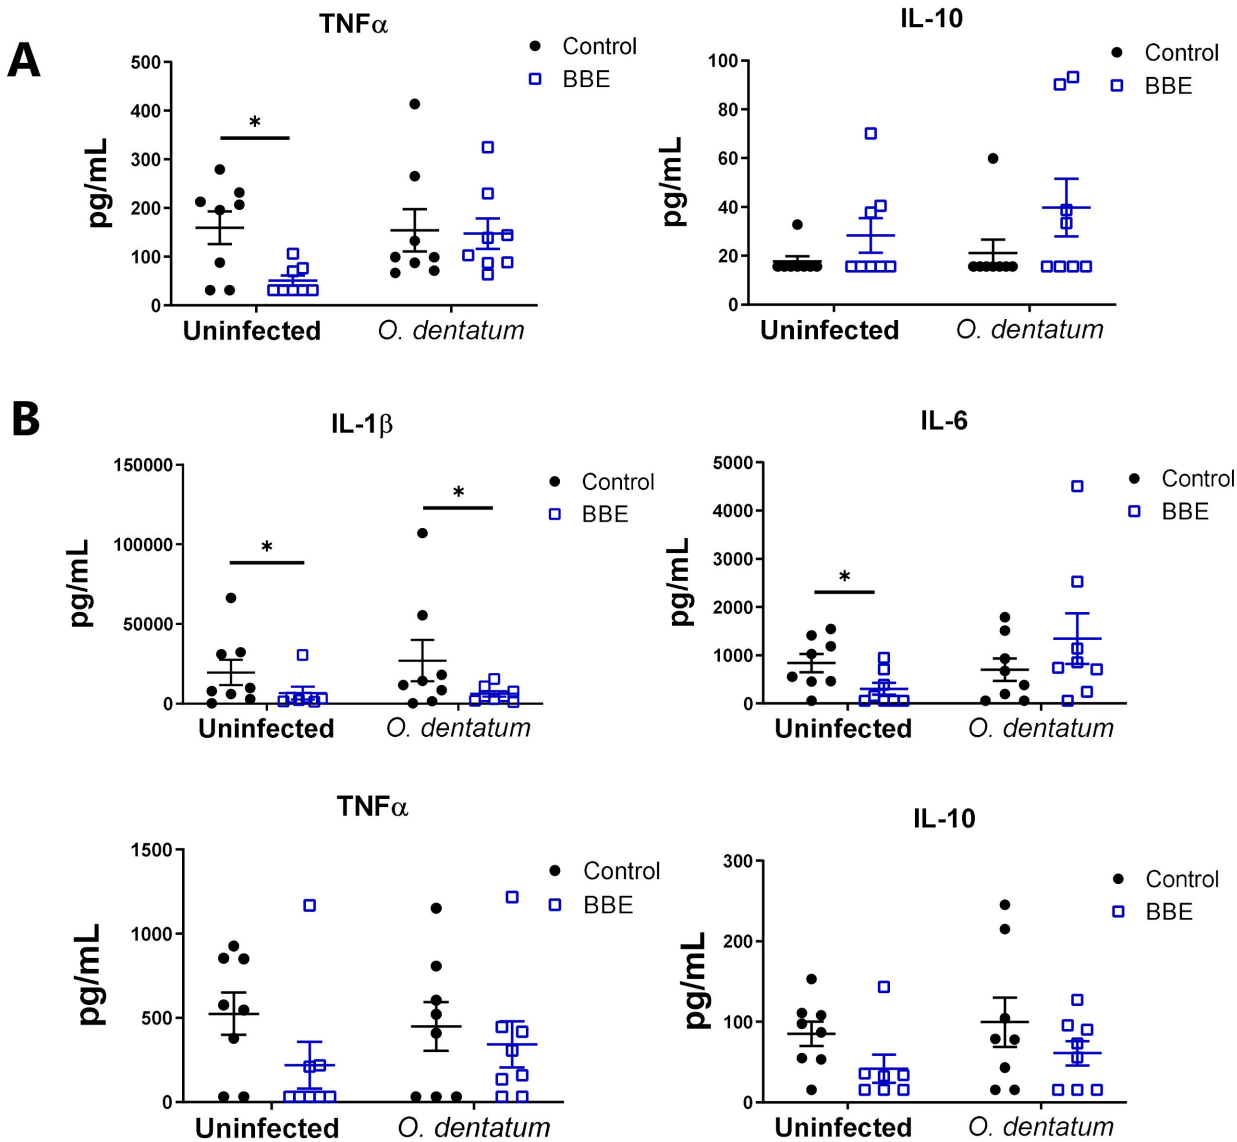 A
TNFα
Control
BBE
pg/mL
500
400
300
200
100
0
*
Uninfected
O. dentatum
IL-10
Control
BBE
pg/mL
100
80
60
40
20
0
Uninfected
O. dentatum
B
IL-1β
Control
BBE
pg/mL
150000
100000
50000
0
*
*
Uninfected
O. dentatum
IL-6
Control
BBE
pg/mL
5000
4000
3000
2000
1000
0
*
Uninfected
O. dentatum
TNFα
Control
BBE
pg/mL
1500
1000
500
0
Uninfected
O. dentatum
IL-10
Control
BBE
pg/mL
300
200
100
0
Uninfected
O. dentatum